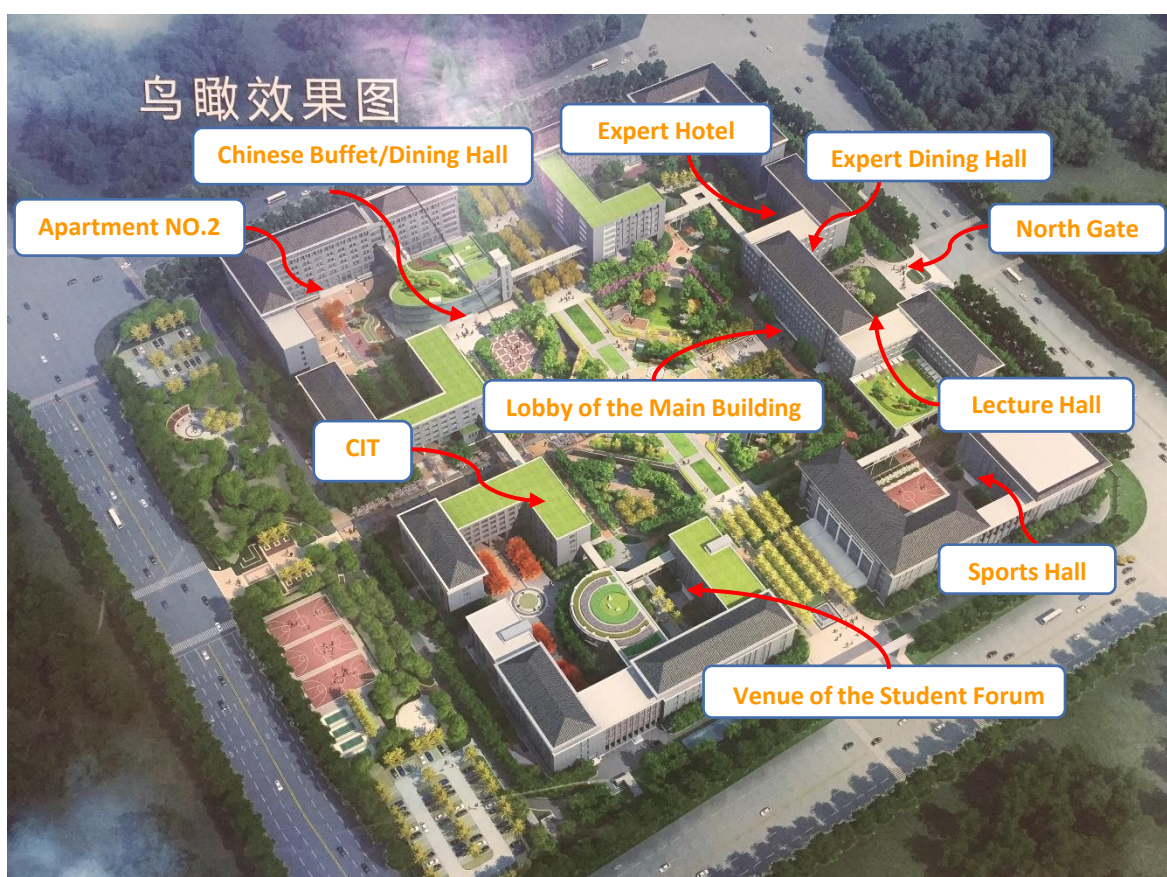 鸟瞰效果图
Expert Hotel
Chinese Buffet/Dining Hall
Expert Dining Hall
Apartment NO.2
North Gate
Lobby of the Main Building
Lecture Hall
CIT
Sports Hall
Venue of the Student Forum